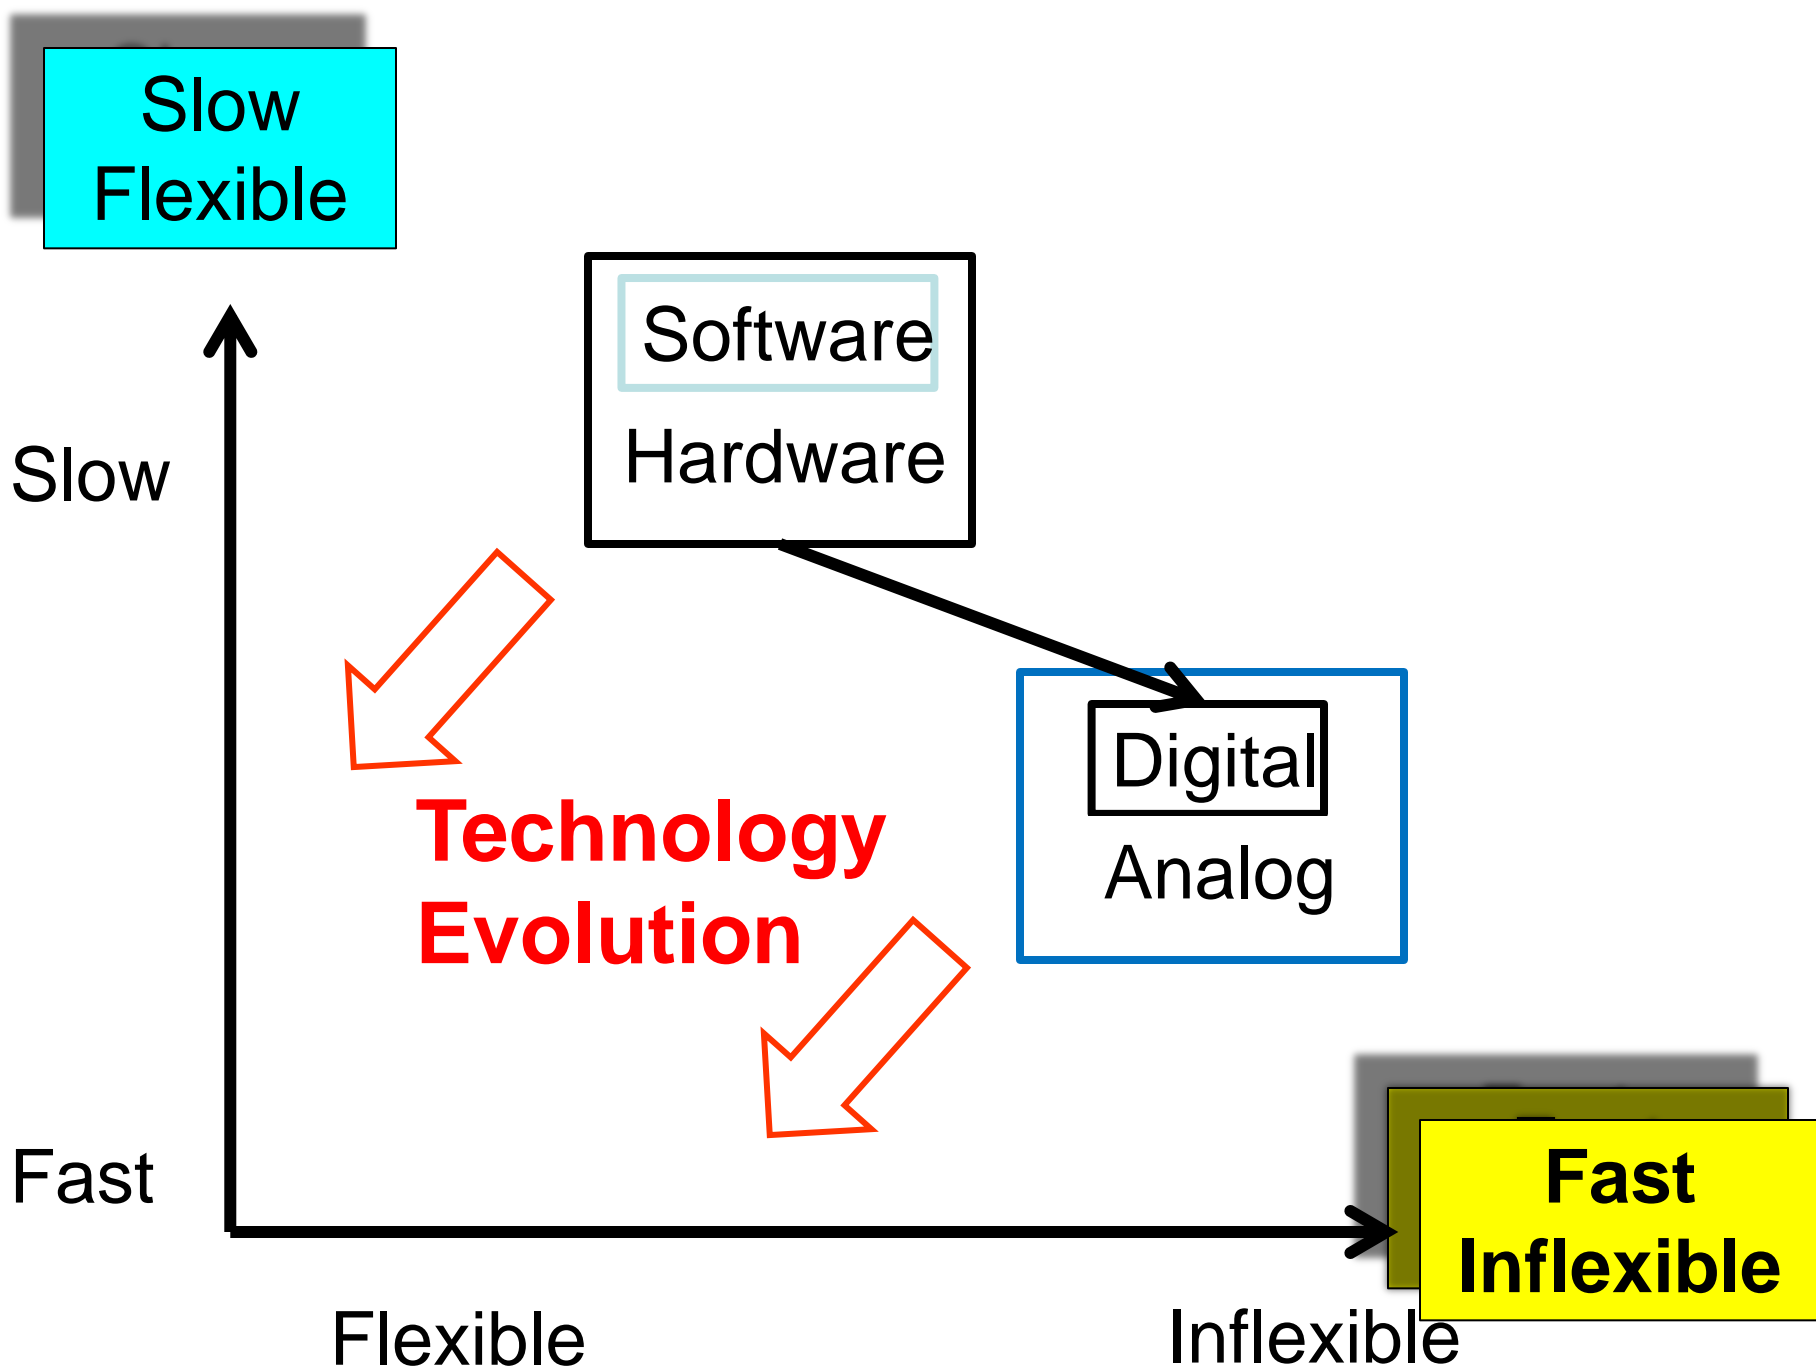 Slow
Flexible
Software
Hardware
Slow
Digital
Analog
Technology
Evolution
Fast
Fast
Inflexible
Flexible
Inflexible